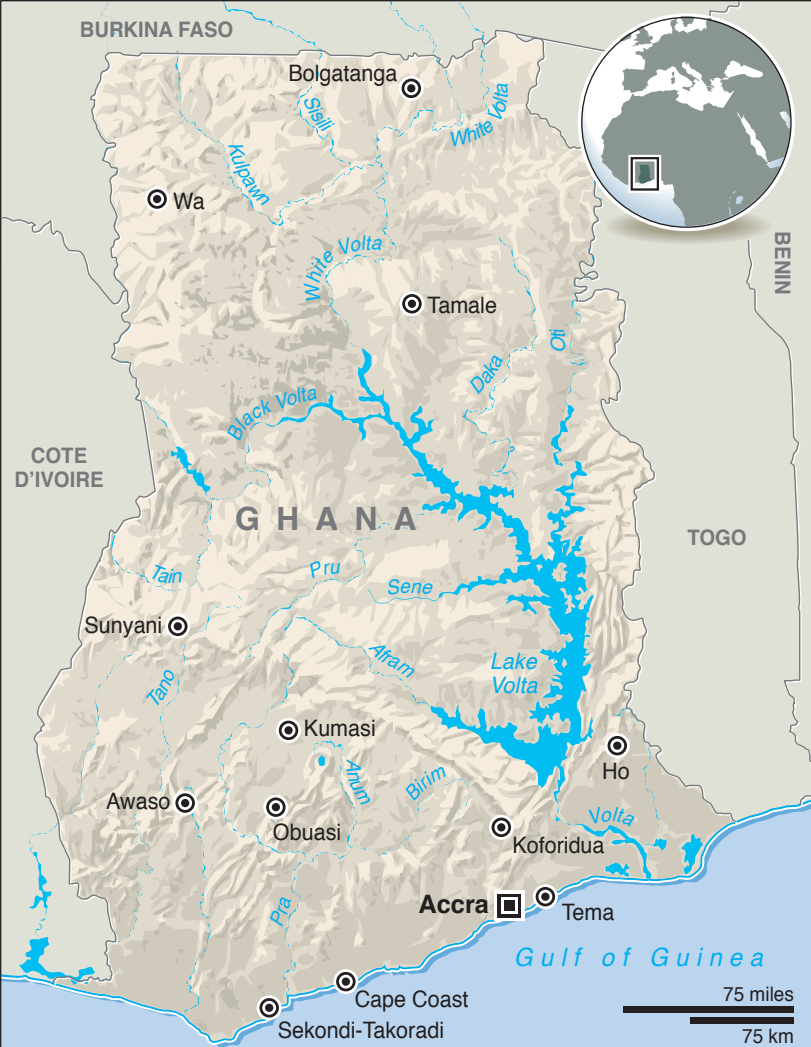 BURKINA FASO
Bolgatanga
Sisili
White Volta
Kulpawn
Wa
BENIN
White Volta
Tamale
Oti
Daka
Black Volta
COTE
D'IVOIRE
GHANA
TOGO
Tain
Pru
Sene
Sunyani
Afram
Lake
Volta
Tano
Kumasi
Ho
Anum
Birim
Awaso
Obuasi
Volta
Koforidua
Accra
Tema
Pra
Gulf of Guinea
Cape Coast
75 miles
Sekondi-Takoradi
75 km